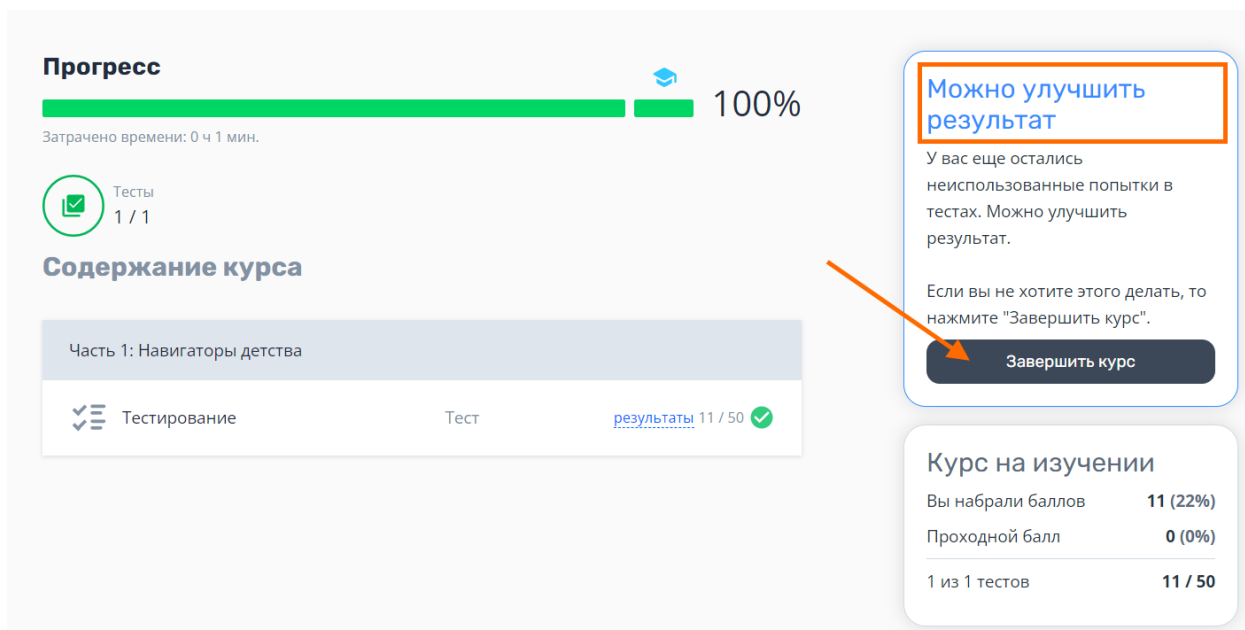 Прогресс
100%
Затрачено времени: 0 ч 1 мин.
Тесты
1 / 1
Содержание курса
Часть 1: Навигаторы детства
Тестирование Тест результаты 11 / 50
Можно улучшить
результат
У вас еще остались
неиспользованные попытки в
тестах. Можно улучшить
результат.
Если вы не хотите этого делать, то
нажмите "Завершить курс".
Завершить курс
Курс на изучении
Вы набрали баллов 11 (22%)
Проходной балл 0 (0%)
1 из 1 тестов 11 / 50